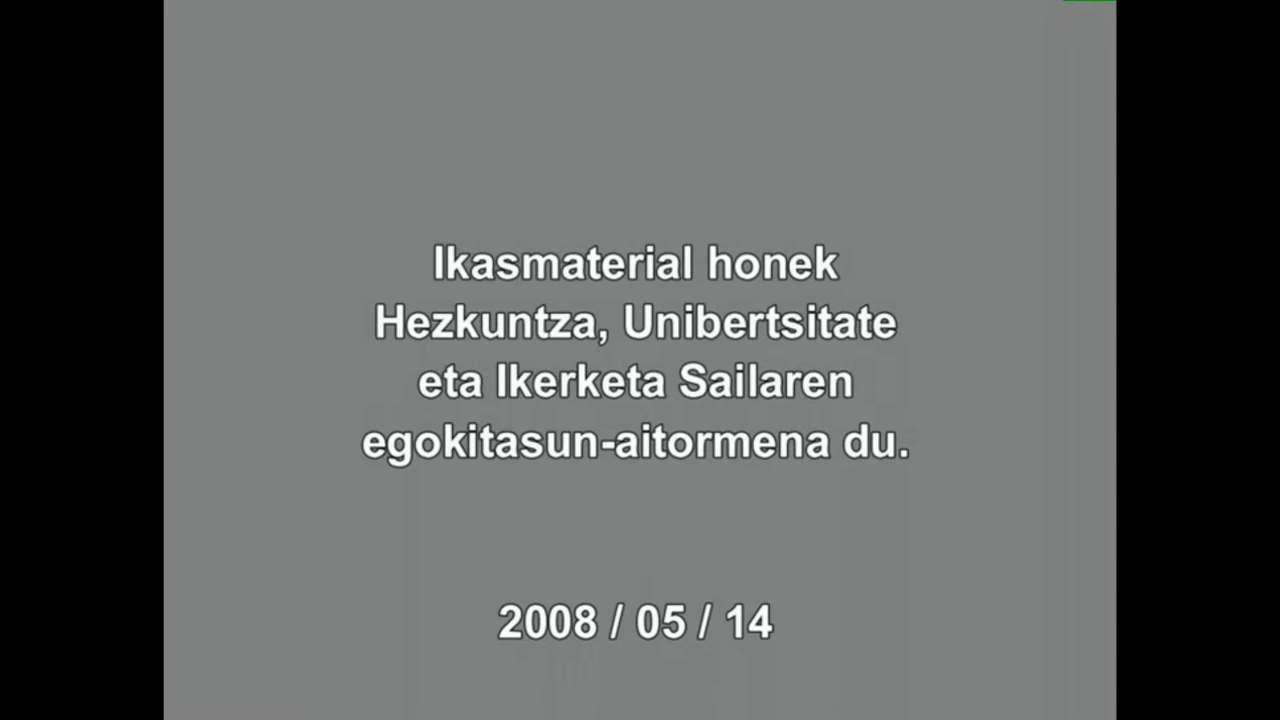 Ikasmaterial honek
Hezkuntza, Unibertsitate
eta Ikerketa Sailaren
egokitasun-aitormena du.
2008 / 05 / 14